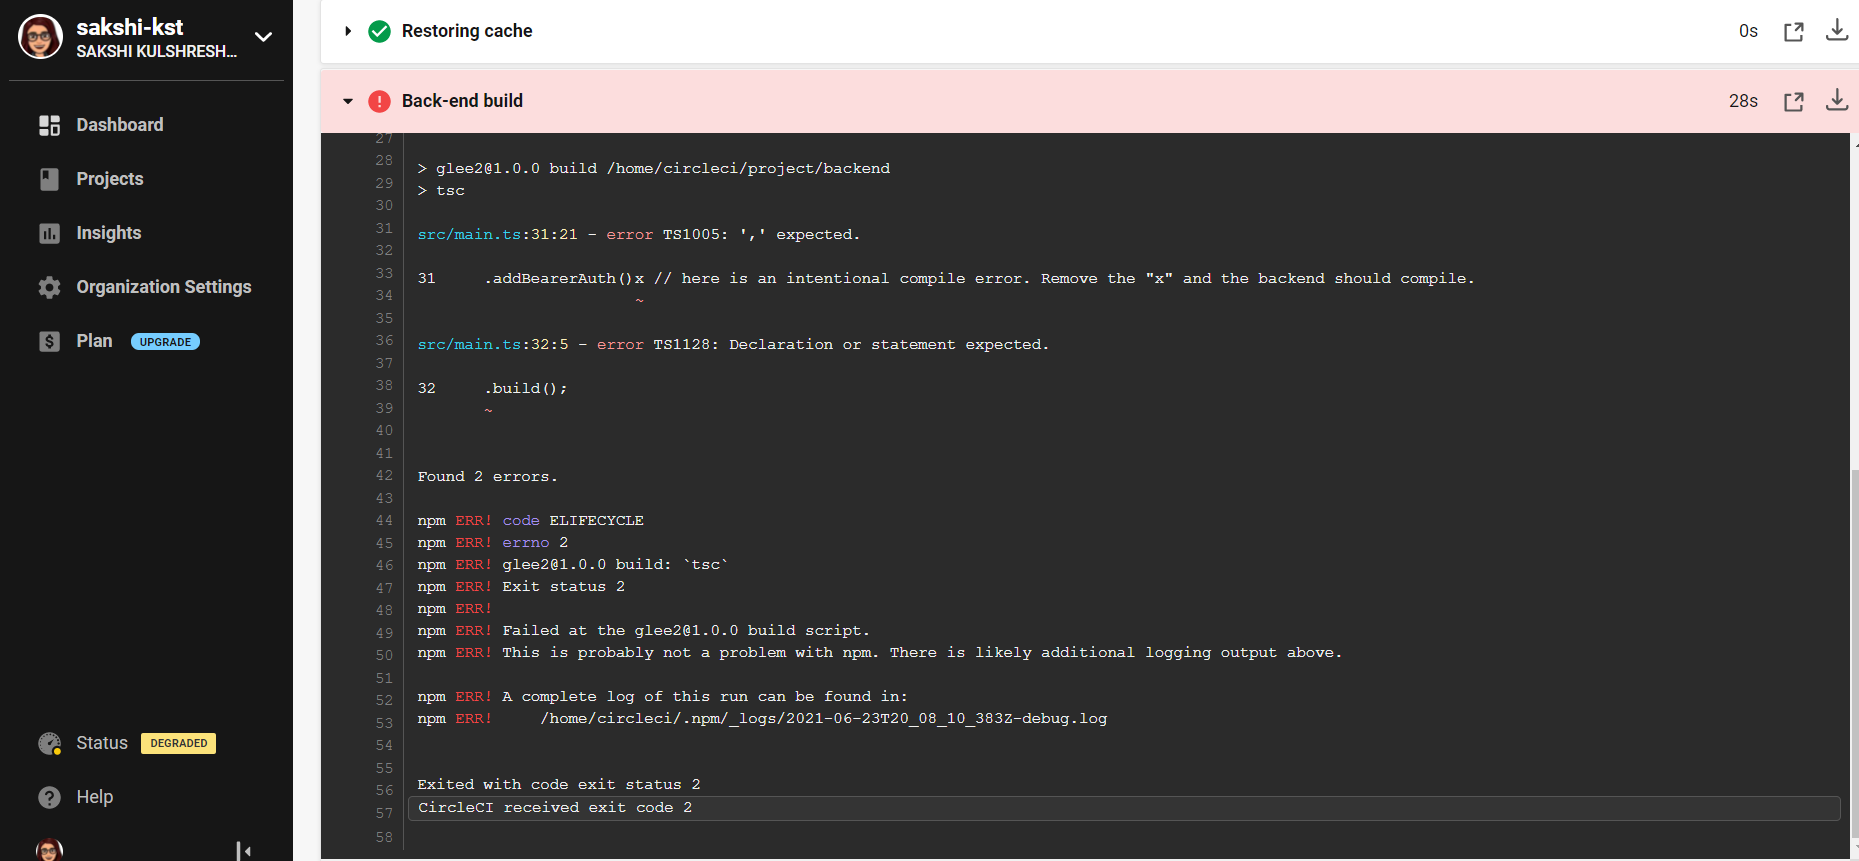 sakshi-kst
SAKSHI KULSHRESH...
Dashboard
Projects
Insights
Organization Settings
Plan UPGRADE
Status DEGRADED
Help
Restoring cache 0s
Back-end build 28s
27
28 > glee2@1.0.0 build /home/circleci/project/backend
29 > tsc
30
31 src/main.ts:31:21 - error TS1005: ',' expected.
32
33 31 .addBearerAuth()x // here is an intentional compile error. Remove the "x" and the backend should compile.
34 ~
35
36 src/main.ts:32:5 - error TS1128: Declaration or statement expected.
37
38 32 .build();
39 ~
40
41
42 Found 2 errors.
43
44 npm ERR! code ELIFECYCLE
45 npm ERR! errno 2
46 npm ERR! glee2@1.0.0 build: `tsc`
47 npm ERR! Exit status 2
48 npm ERR!
49 npm ERR! Failed at the glee2@1.0.0 build script.
50 npm ERR! This is probably not a problem with npm. There is likely additional logging output above.
51
52 npm ERR! A complete log of this run can be found in:
53 npm ERR! /home/circleci/.npm/_logs/2021-06-23T20_08_10_383Z-debug.log
54
55
56 Exited with code exit status 2
57 CircleCI received exit code 2
58